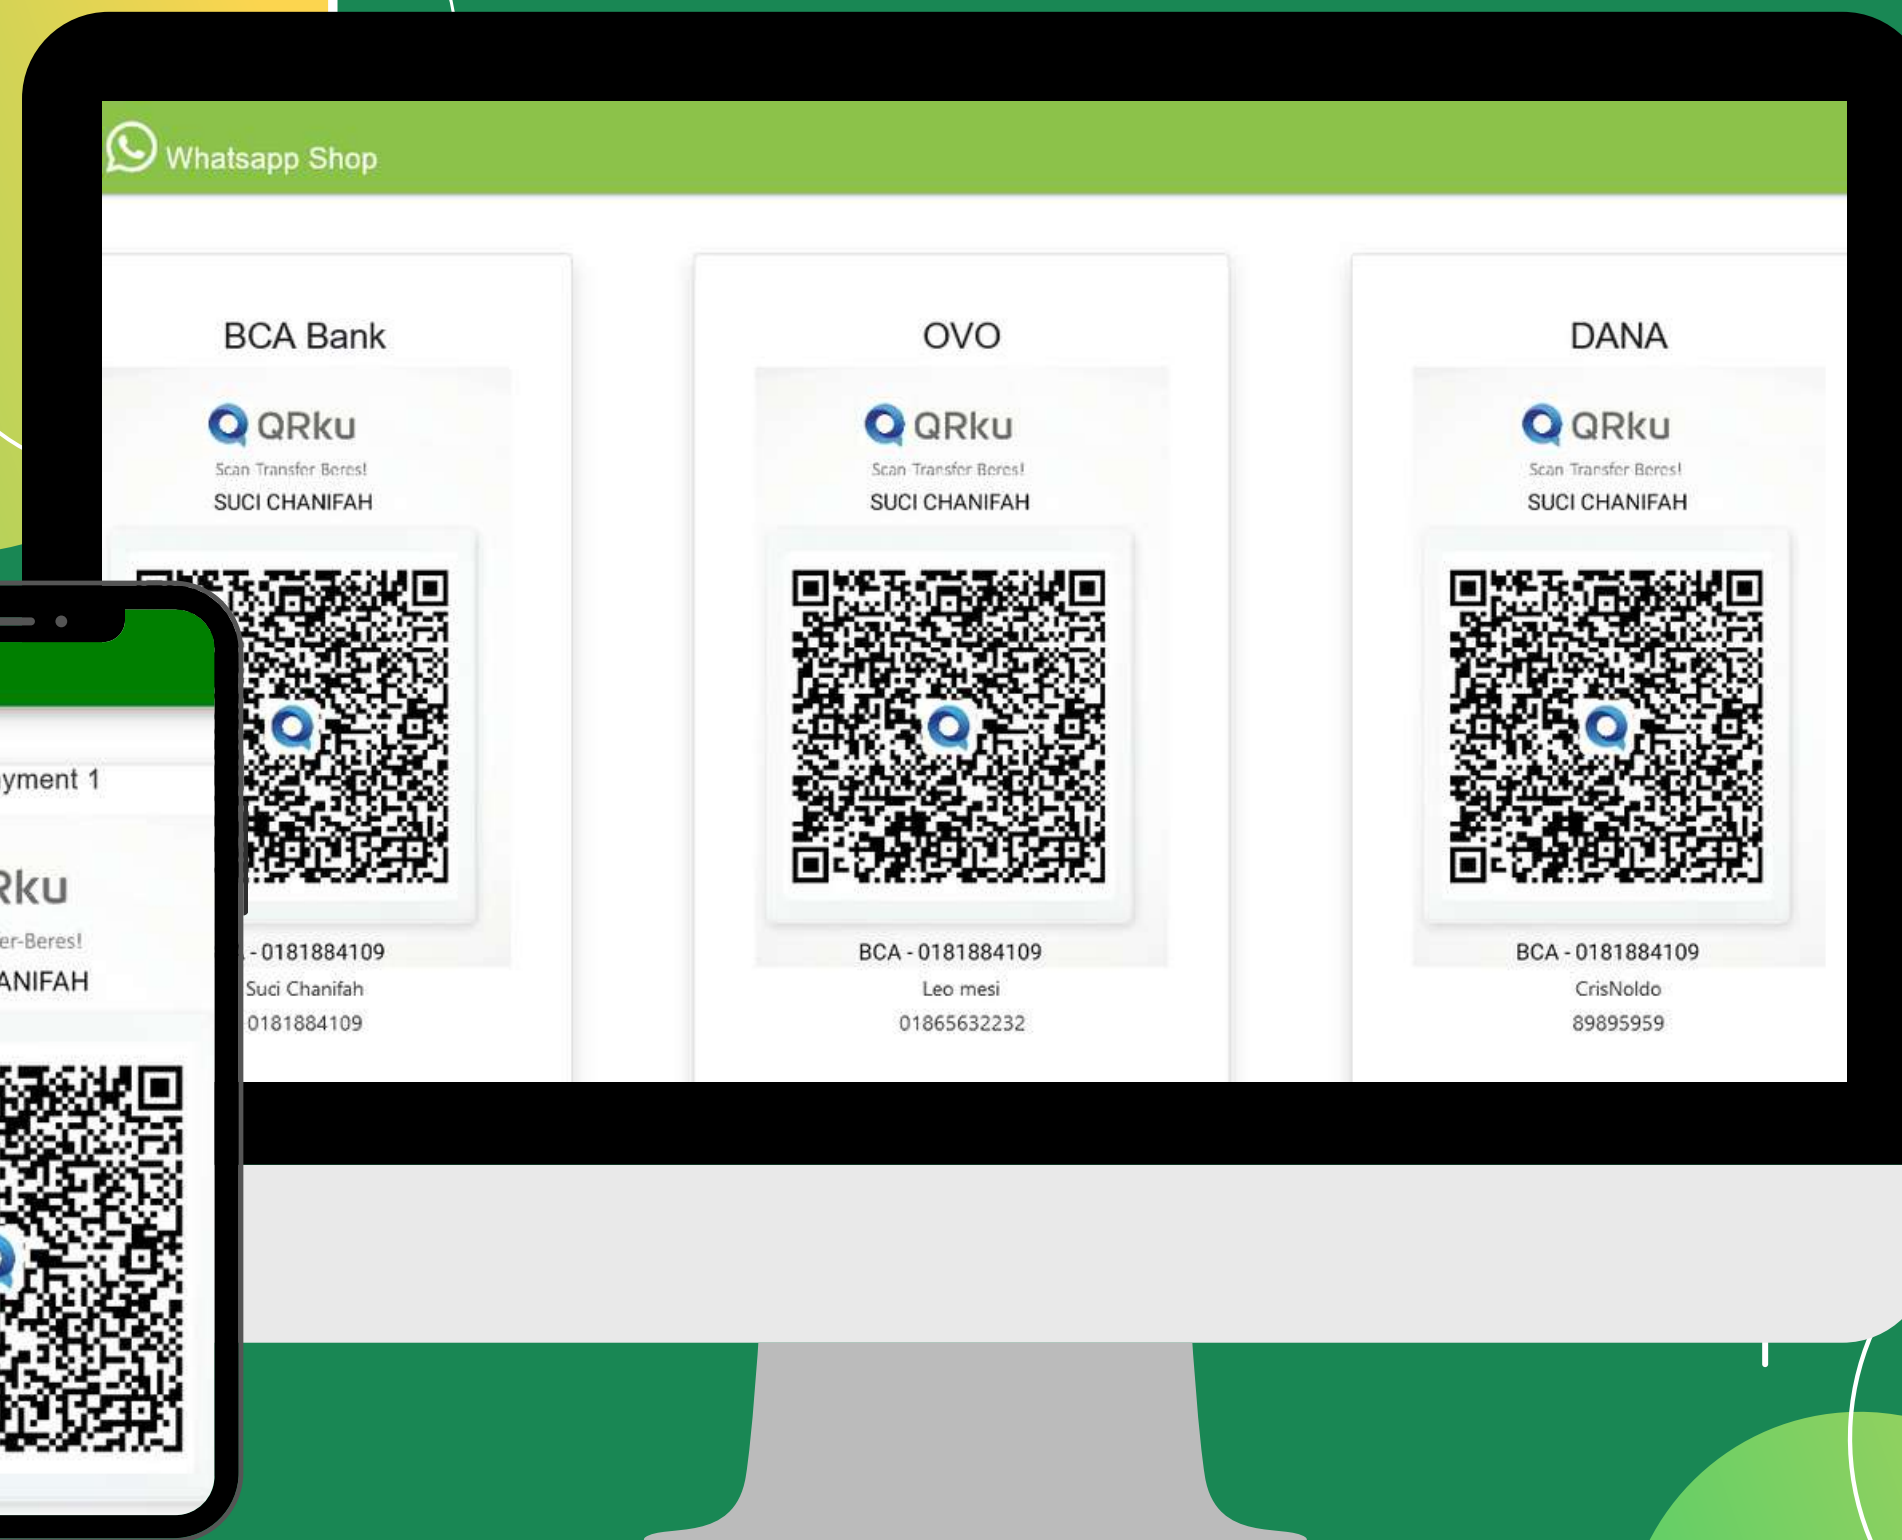 Whatsapp Shop
BCA Bank
QRku
Scan Transfer Beres!
SUCI CHANIFAH
- 0181884109
Suci Chanifah
0181884109
OVO
QRku
Scan Transfer Beres!
SUCI CHANIFAH
BCA - 0181884109
Leo mesi
01865632232
DANA
QRku
Scan Transfer Beres!
SUCI CHANIFAH
BCA - 0181884109
CrisNoldo
89895959
yment 1
Rku
er-Beres!
ANIFAH